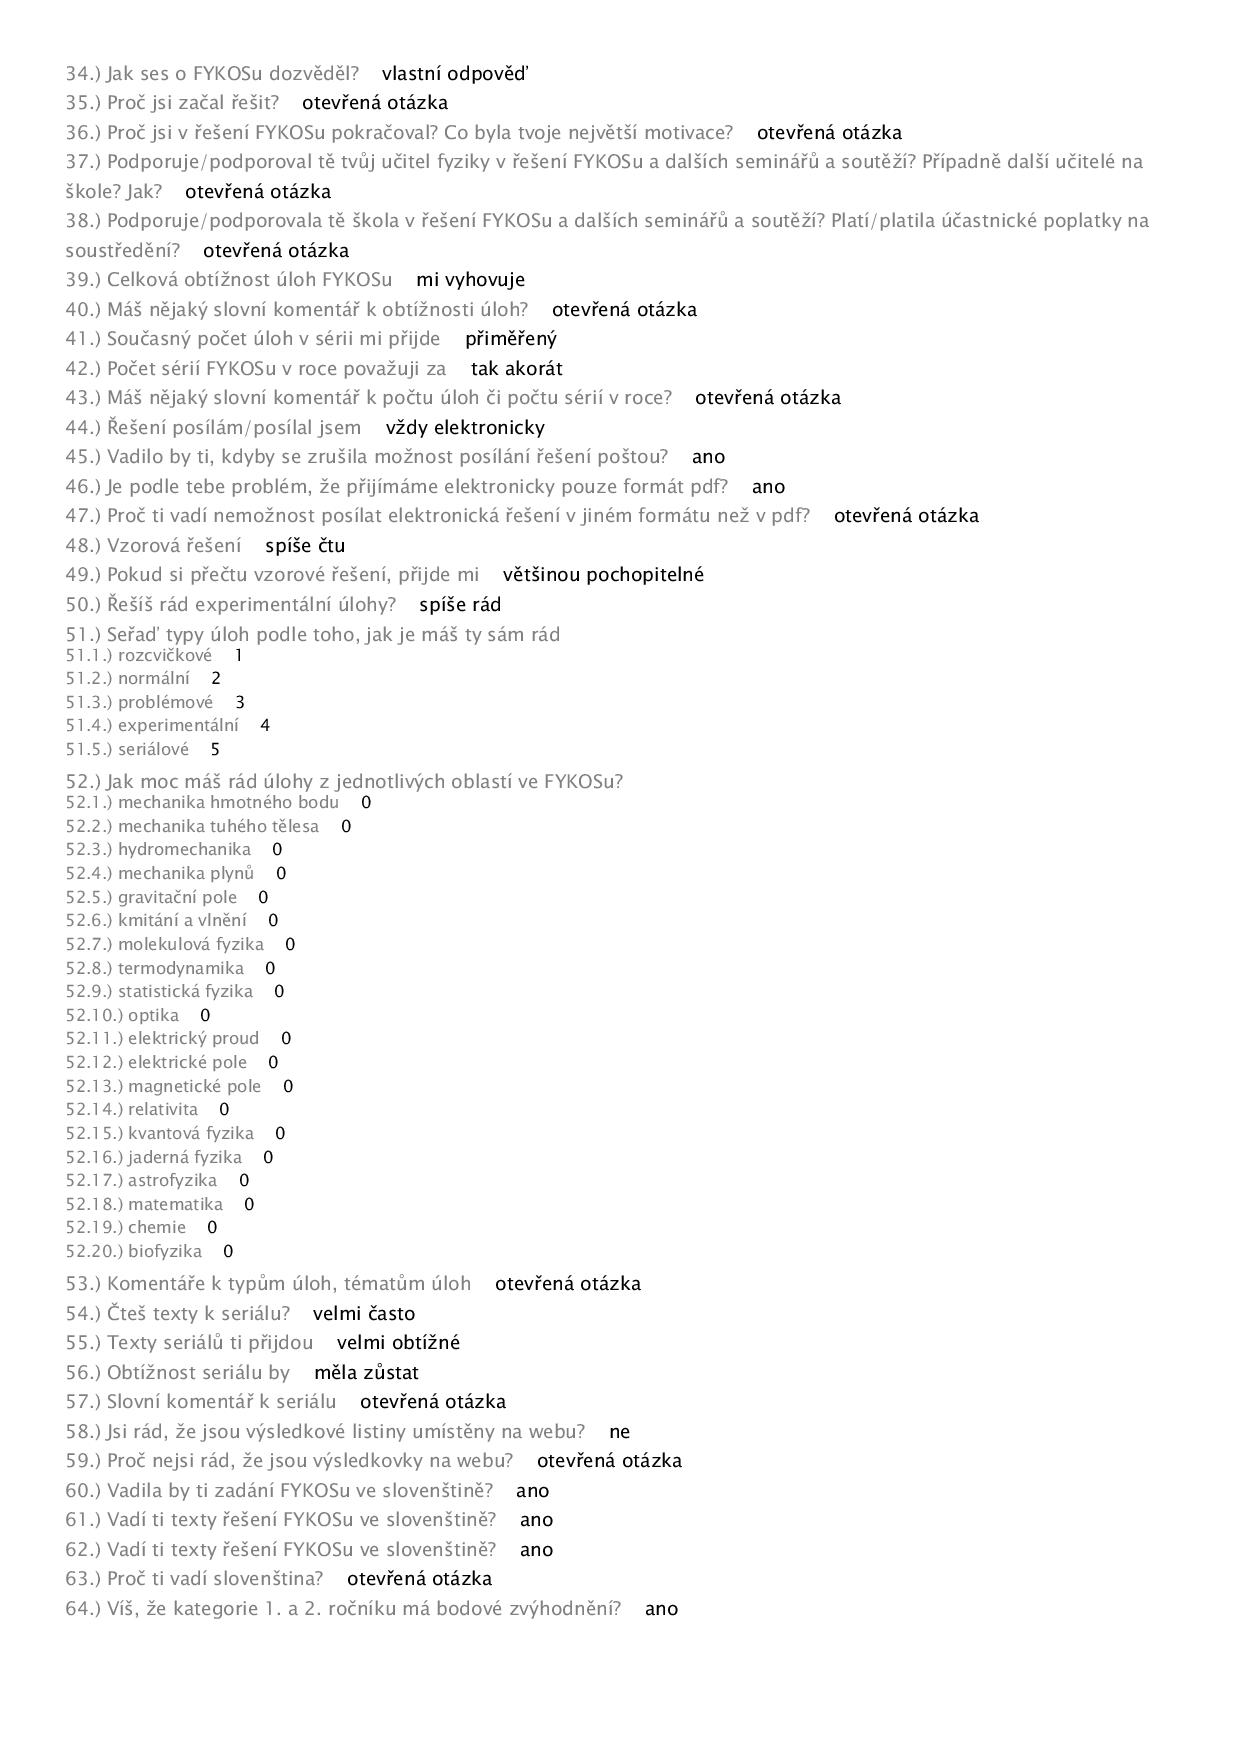 34.) Jak ses o FYKOSu dozvěděl? vlastní odpověď
35.) Proč jsi začal řešit? otevřená otázka
36.) Proč jsi v řešení FYKOSu pokračoval? Co byla tvoje největší motivace? otevřená otázka
37.) Podporuje/podporoval tě tvůj učitel fyziky v řešení FYKOSu a dalších seminářů a soutěží? Případně další učitelé na
škole? Jak? otevřená otázka
38.) Podporuje/podporovala tě škola v řešení FYKOSu a dalších seminářů a soutěží? Platí/platila účastnické poplatky na
soustředění? otevřená otázka
39.) Celková obtížnost úloh FYKOSu mi vyhovuje
40.) Máš nějaký slovní komentář k obtížnosti úloh? otevřená otázka
41.) Současný počet úloh v sérii mi přijde přiměřený
42.) Počet sérií FYKOSu v roce považuji za tak akorát
43.) Máš nějaký slovní komentář k počtu úloh či počtu sérií v roce? otevřená otázka
44.) Řešení posílám/posílal jsem vždy elektronicky
45.) Vadilo by ti, kdyby se zrušila možnost posílání řešení poštou? ano
46.) Je podle tebe problém, že přijímáme elektronicky pouze formát pdf? ano
47.) Proč ti vadí nemožnost posílat elektronická řešení v jiném formátu než v pdf? otevřená otázka
48.) Vzorová řešení spíše čtu
49.) Pokud si přečtu vzorové řešení, přijde mi většinou pochopitelné
50.) Řešíš rád experimentální úlohy? spíše rád
51.) Seřaď typy úloh podle toho, jak je máš ty sám rád
51.1.) rozcvičkové 1
51.2.) normální 2
51.3.) problémové 3
51.4.) experimentální 4
51.5.) seriálové 5
52.) Jak moc máš rád úlohy z jednotlivých oblastí ve FYKOSu?
52.1.) mechanika hmotného bodu 0
52.2.) mechanika tuhého tělesa 0
52.3.) hydromechanika 0
52.4.) mechanika plynů 0
52.5.) gravitační pole 0
52.6.) kmitání a vlnění 0
52.7.) molekulová fyzika 0
52.8.) termodynamika 0
52.9.) statistická fyzika 0
52.10.) optika 0
52.11.) elektrický proud 0
52.12.) elektrické pole 0
52.13.) magnetické pole 0
52.14.) relativita 0
52.15.) kvantová fyzika 0
52.16.) jaderná fyzika 0
52.17.) astrofyzika 0
52.18.) matematika 0
52.19.) chemie 0
52.20.) biofyzika 0
53.) Komentáře k typům úloh, tématům úloh otevřená otázka
54.) Čteš texty k seriálu? velmi často
55.) Texty seriálů ti přijdou velmi obtížné
56.) Obtížnost seriálu by měla zůstat
57.) Slovní komentář k seriálu otevřená otázka
58.) Jsi rád, že jsou výsledkové listiny umístěny na webu? ne
59.) Proč nejsi rád, že jsou výsledkovky na webu? otevřená otázka
60.) Vadila by ti zadání FYKOSu ve slovenštině? ano
61.) Vadí ti texty řešení FYKOSu ve slovenštině? ano
62.) Vadí ti texty řešení FYKOSu ve slovenštině? ano
63.) Proč ti vadí slovenština? otevřená otázka
64.) Víš, že kategorie 1. a 2. ročníku má bodové zvýhodnění? ano